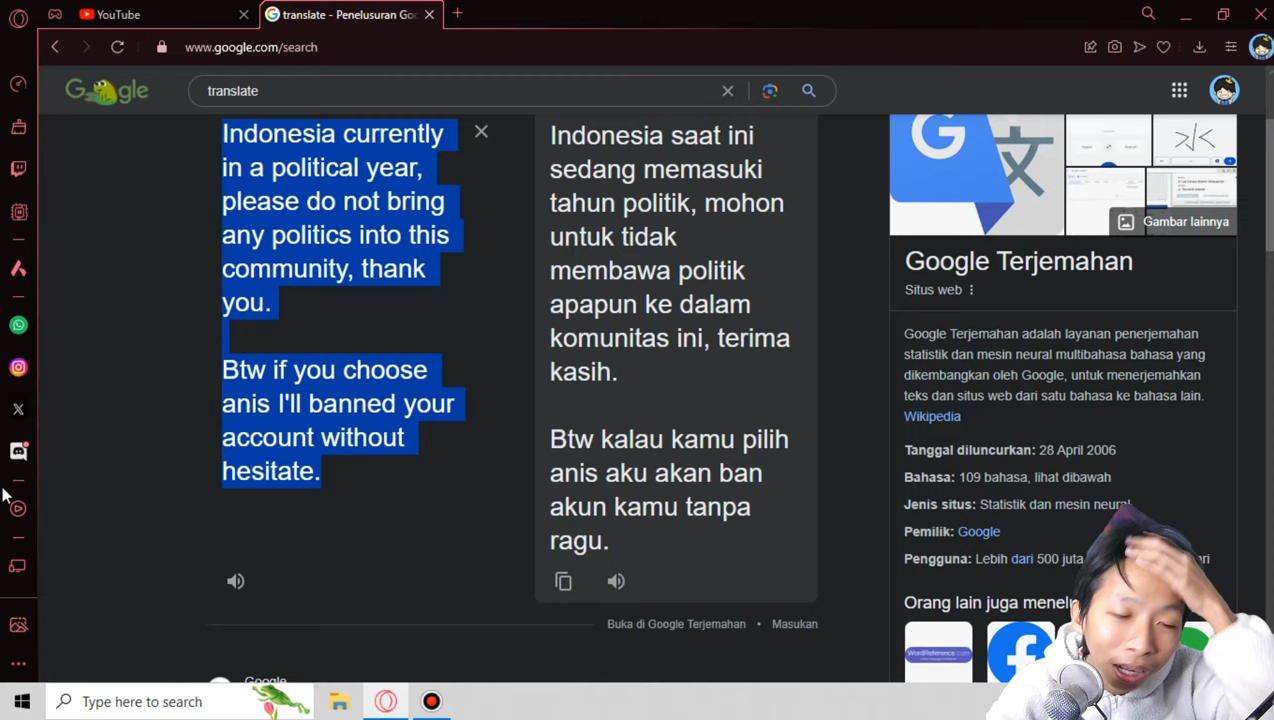 YouTube
translate - Penelusuran Goo
www.google.com/search
Google
translate
Indonesia currently
in a political year,
please do not bring
any politics into this
community, thank
you.
Btw if you choose
anis I'll banned your
account without
hesitate.
Indonesia saat ini
sedang memasuki
tahun politik, mohon
untuk tidak
membawa politik
apapun ke dalam
komunitas ini, terima
kasih.
Btw kalau kamu pilih
anis aku akan ban
akun kamu tanpa
ragu.
Buka di Google Terjemahan • Masukan
Google
Gambar lainnya
Google Terjemahan
Situs web
Google Terjemahan adalah layanan penerjemahan
statistik dan mesin neural multibahasa bahasa yang
dikembangkan oleh Google, untuk menerjemahkan
teks dan situs web dari satu bahasa ke bahasa lain.
Wikipedia
Tanggal diluncurkan: 28 April 2006
Bahasa: 109 bahasa, lihat dibawah
Jenis situs: Statistik dan mesin neural
Pemilik: Google
Pengguna: Lebih dari 500 juta
Orang lain juga
WordReference.com
Type here to search